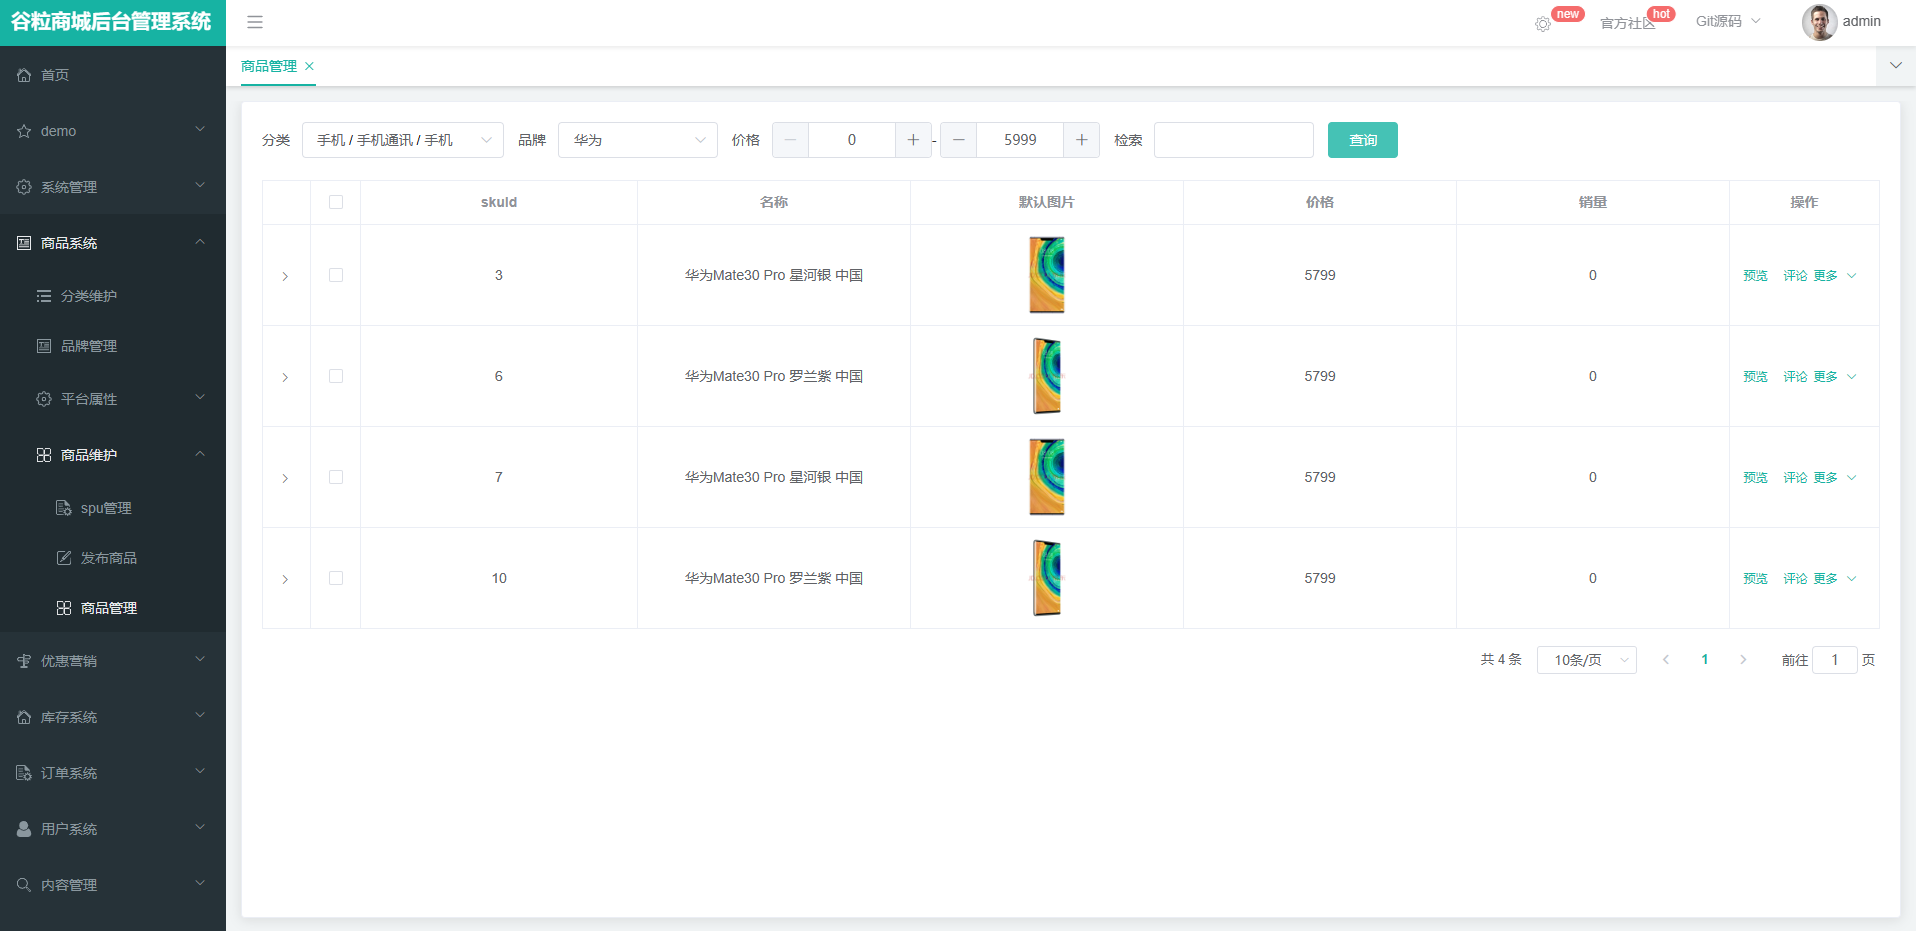 谷粒商城后台管理系统
new
官方社区
hot
Git源码
admin
首页
demo
系统管理
商品系统
分类维护
品牌管理
平台属性
商品维护
spu管理
发布商品
商品管理
优惠营销
库存系统
订单系统
用户系统
内容管理
商品管理
分类 手机 / 手机通讯 / 手机 品牌 华为 价格 0 - 5999 检索 查询
skuId 名称 默认图片 价格 销量 操作
3 华为Mate30 Pro 星河银 中国 5799 0 预览 评论 更多
6 华为Mate30 Pro 罗兰紫 中国 5799 0 预览 评论 更多
7 华为Mate30 Pro 星河银 中国 5799 0 预览 评论 更多
10 华为Mate30 Pro 罗兰紫 中国 5799 0 预览 评论 更多
共 4 条 10条/页 1 前往 1 页